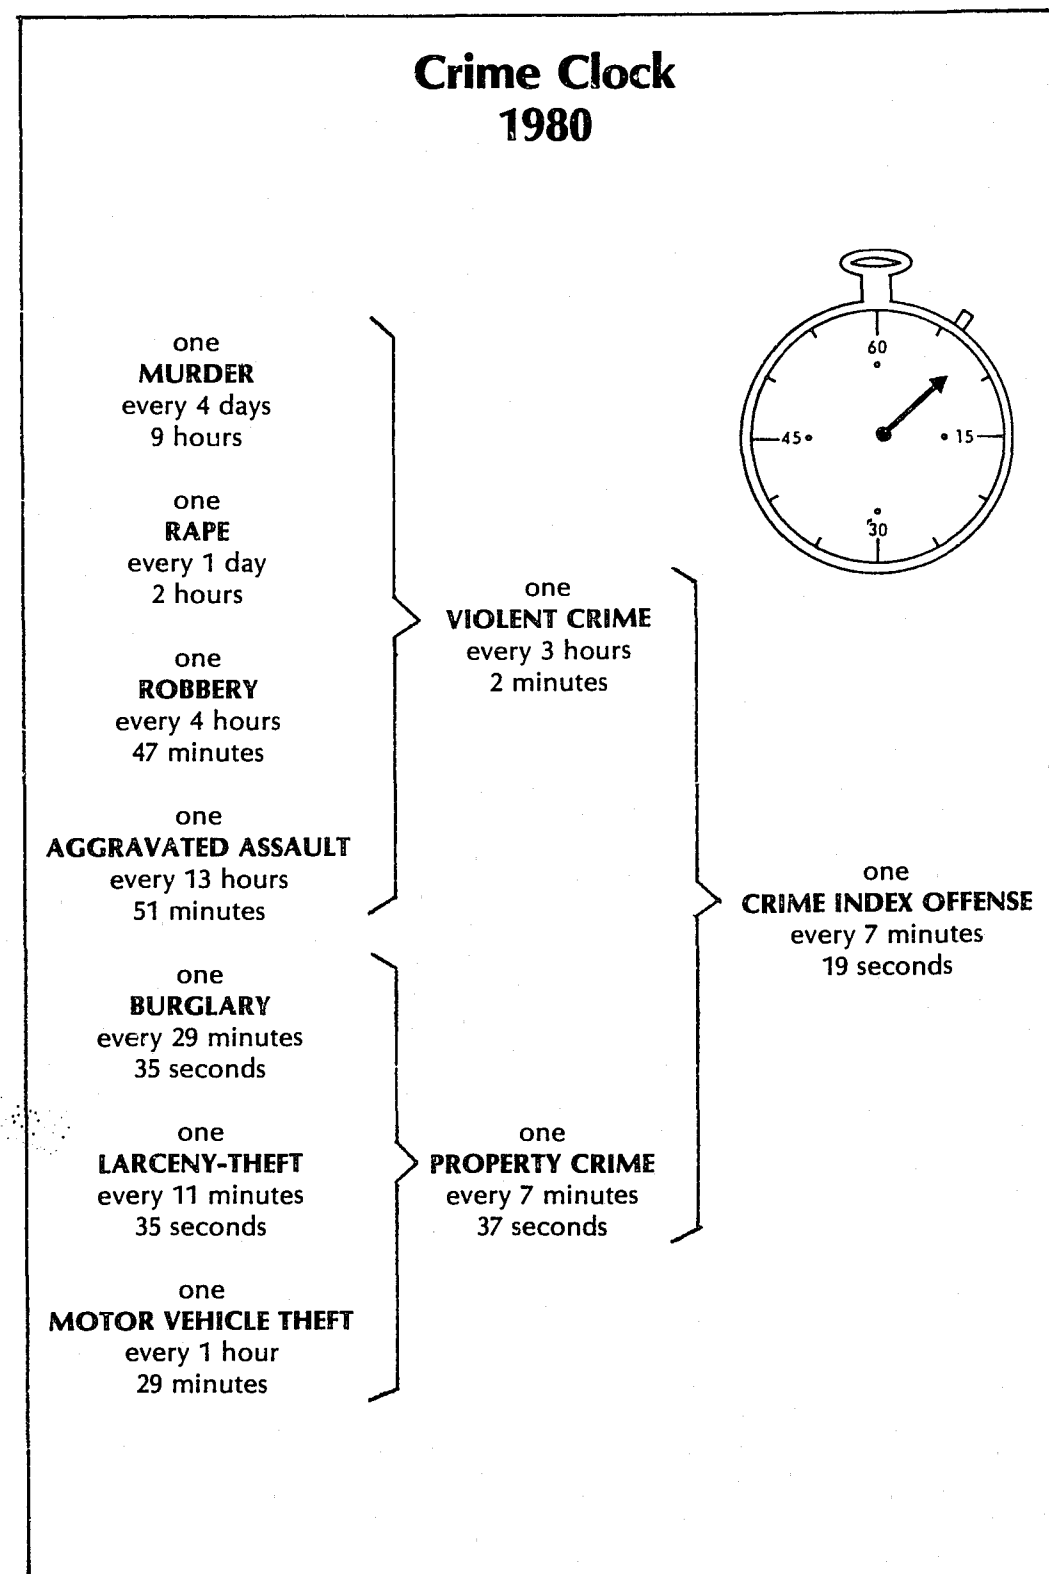 Crime Clock
1980
60
45
15
30
one
MURDER
every 4 days
9 hours
one
RAPE
every 1 day
2 hours
one
ROBBERY
every 4 hours
47 minutes
one
AGGRAVATED ASSAULT
every 13 hours
51 minutes
one
VIOLENT CRIME
every 3 hours
2 minutes
one
BURGLARY
every 29 minutes
35 seconds
one
LARCENY-THEFT
every 11 minutes
35 seconds
one
MOTOR VEHICLE THEFT
every 1 hour
29 minutes
one
PROPERTY CRIME
every 7 minutes
37 seconds
one
CRIME INDEX OFFENSE
every 7 minutes
19 seconds